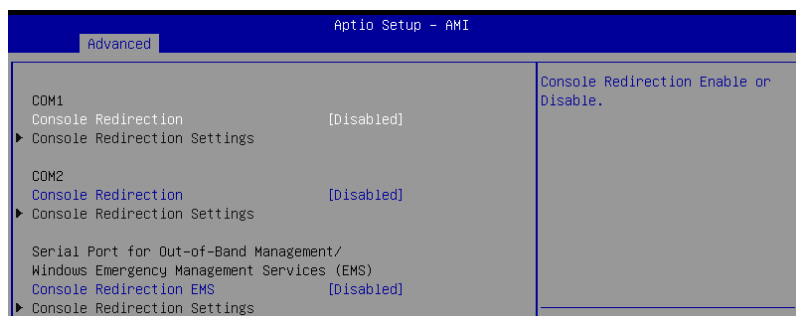 Aptio Setup – AMI
Advanced
COM1
Console Redirection [Disabled]
Console Redirection Settings
COM2
Console Redirection [Disabled]
Console Redirection Settings
Serial Port for Out-of-Band Management/
Windows Emergency Management Services (EMS)
Console Redirection EMS [Disabled]
Console Redirection Settings
Console Redirection Enable or
Disable.